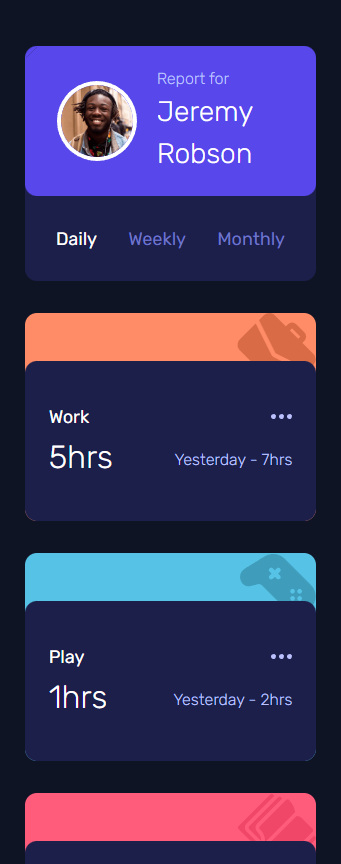 Report for
Jeremy
Robson
Daily Weekly Monthly
Work
5hrs Yesterday - 7hrs
Play
1hrs Yesterday - 2hrs